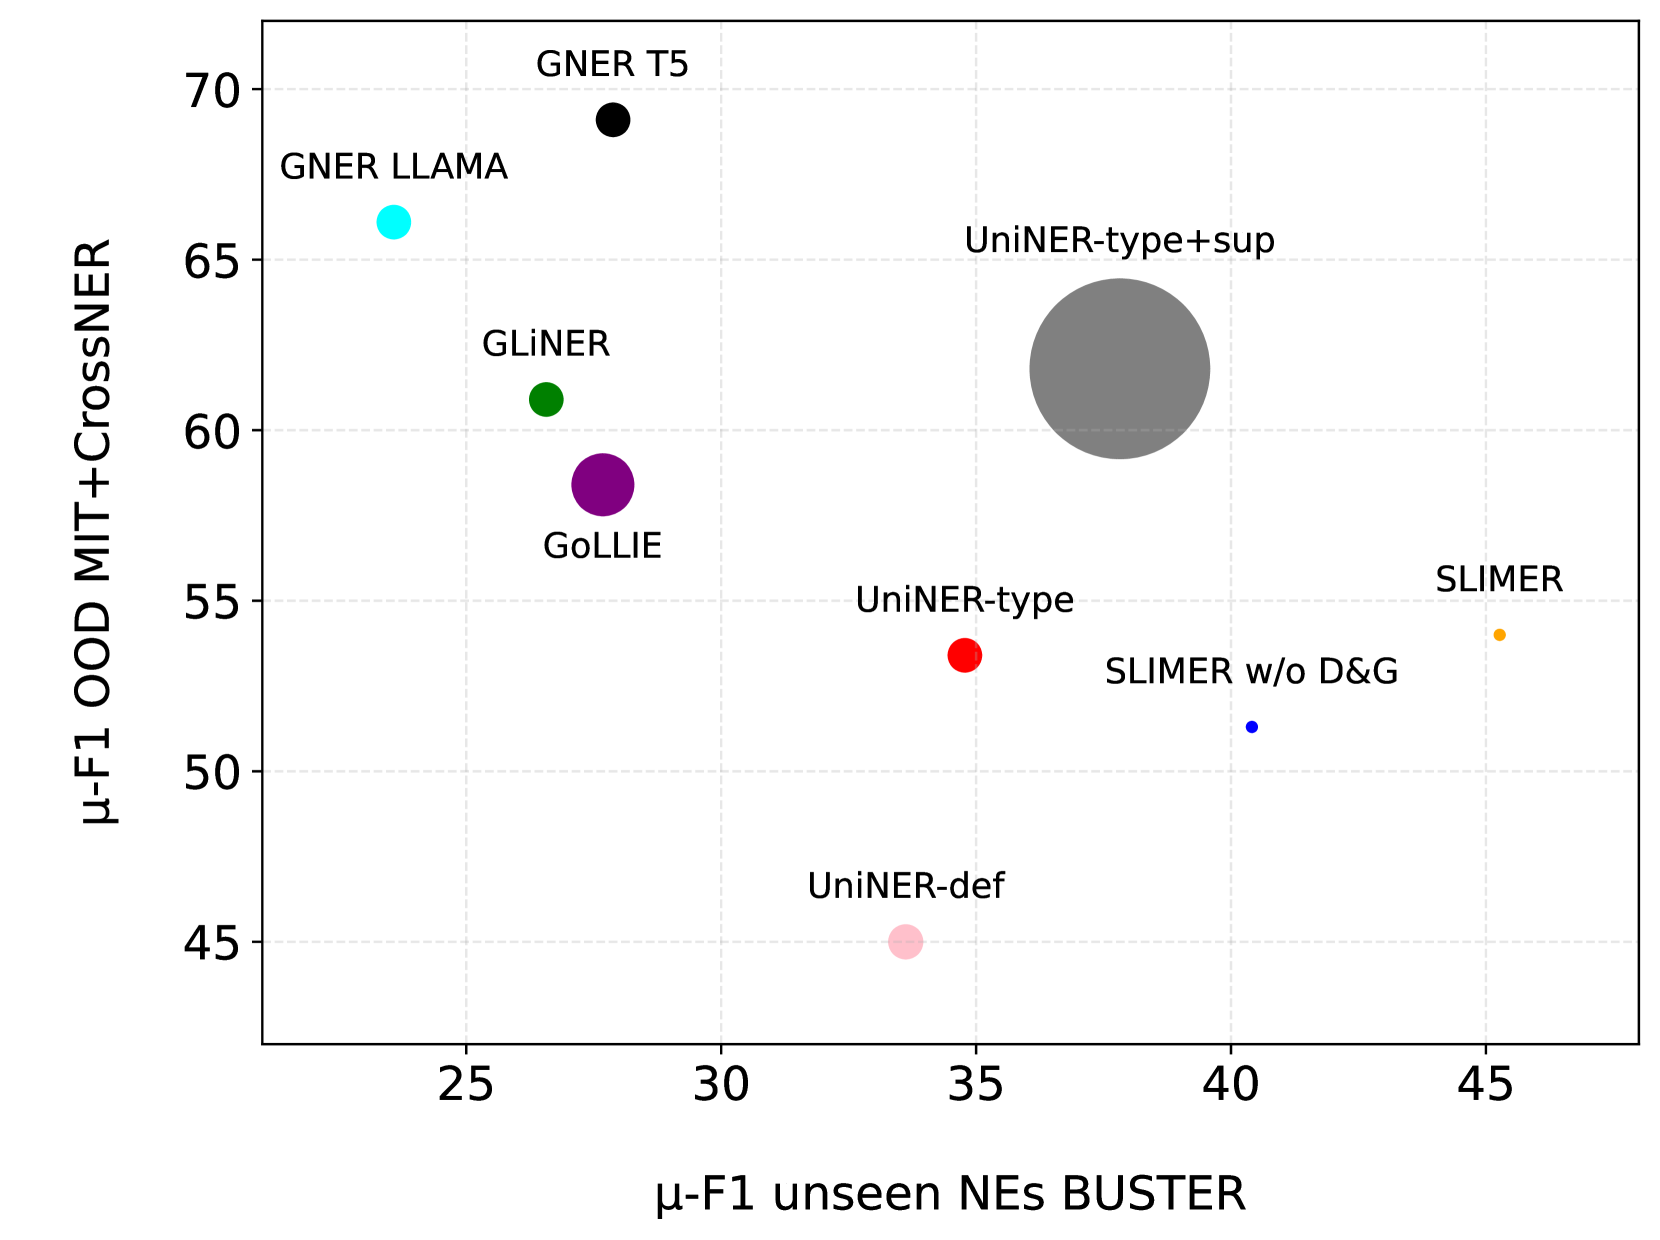 GNER T5
GNER LLAMA
UniNER-type+sup
GLiNER
GoLLIE
UniNER-type
SLIMER
SLIMER w/o D&G
UniNER-def
70
65
60
55
50
45
25
30
35
40
45
µ-F1 OOD MIT+CrossNER
µ-F1 unseen NEs BUSTER